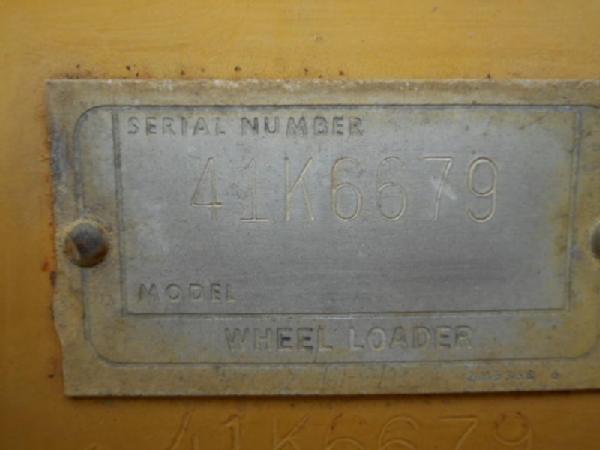 SERIAL NUMBER
41K6679
MODEL
WHEEL LOADER
41K6679